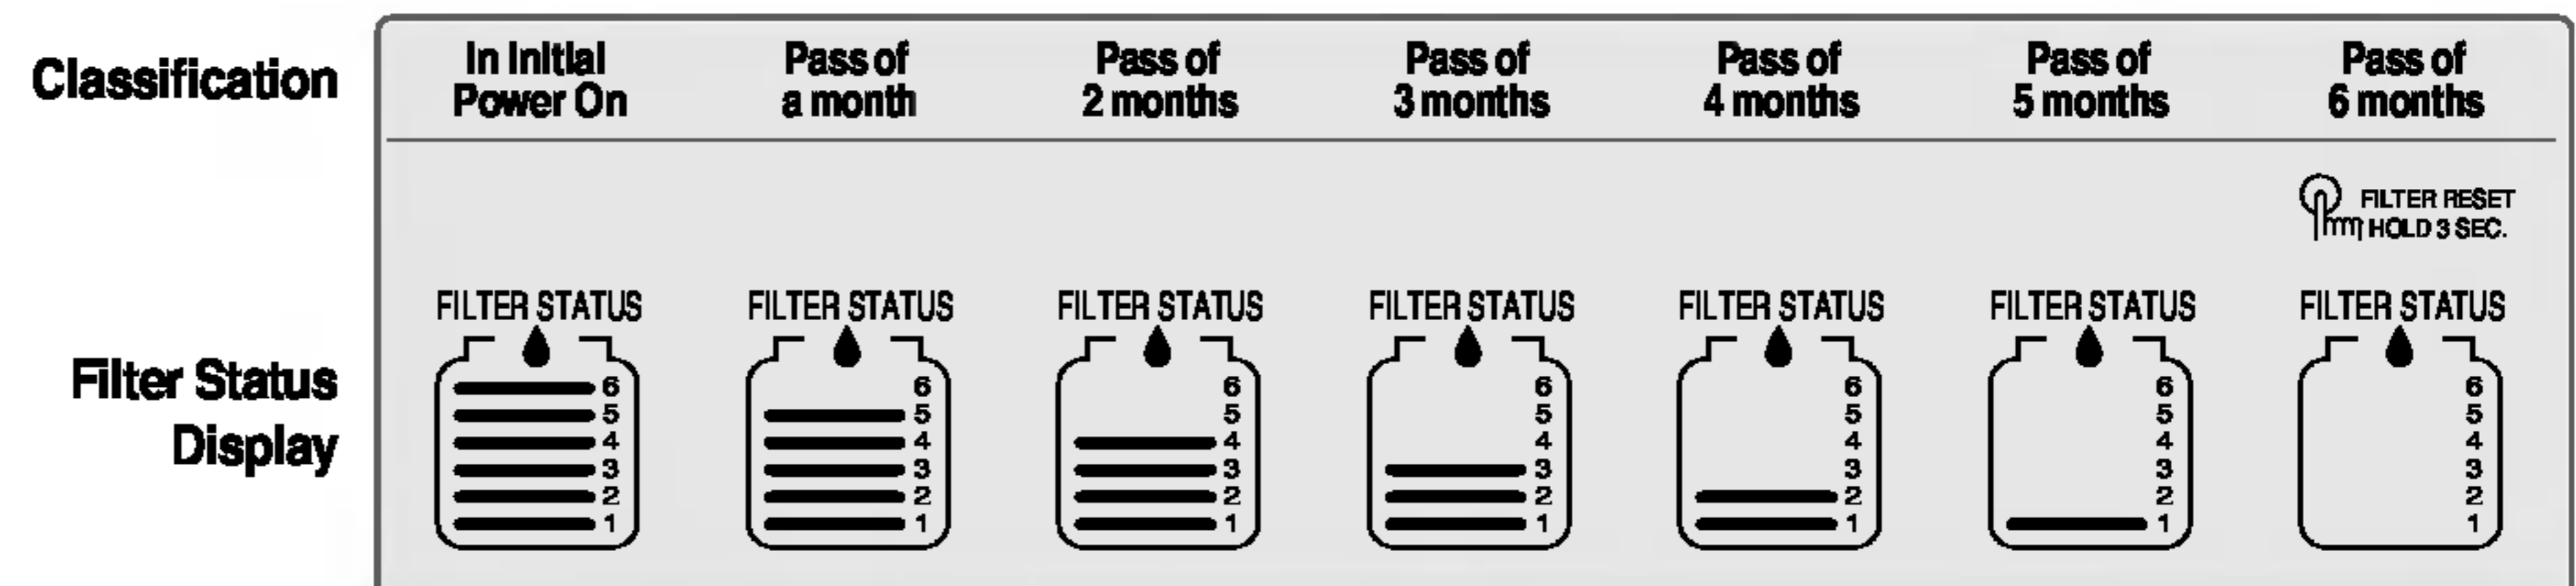 Classification
In Initial
Power On
Pass of
a month
Pass of
2 months
Pass of
3 months
Pass of
4 months
Pass of
5 months
Pass of
6 months
FILTER RESET
HOLD 3 SEC.
Filter Status
Display
FILTER STATUS
6
5
4
3
2
1
FILTER STATUS
6
5
4
3
2
1
FILTER STATUS
6
5
4
3
2
1
FILTER STATUS
6
5
4
3
2
1
FILTER STATUS
6
5
4
3
2
1
FILTER STATUS
6
5
4
3
2
1
FILTER STATUS
6
5
4
3
2
1